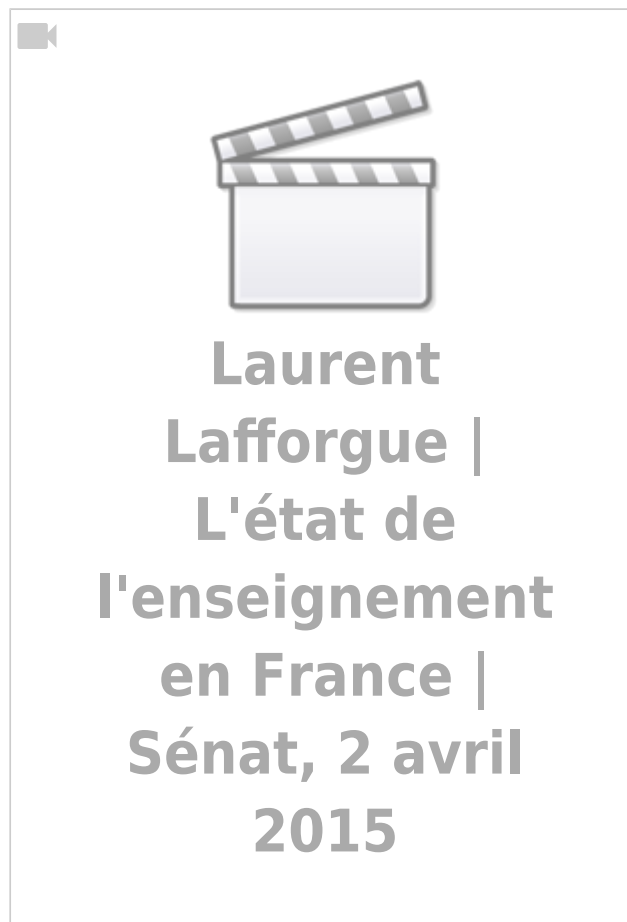 Laurent
Lafforgue |
L'état de
l'enseignement
en France |
Sénat, 2 avril
2015